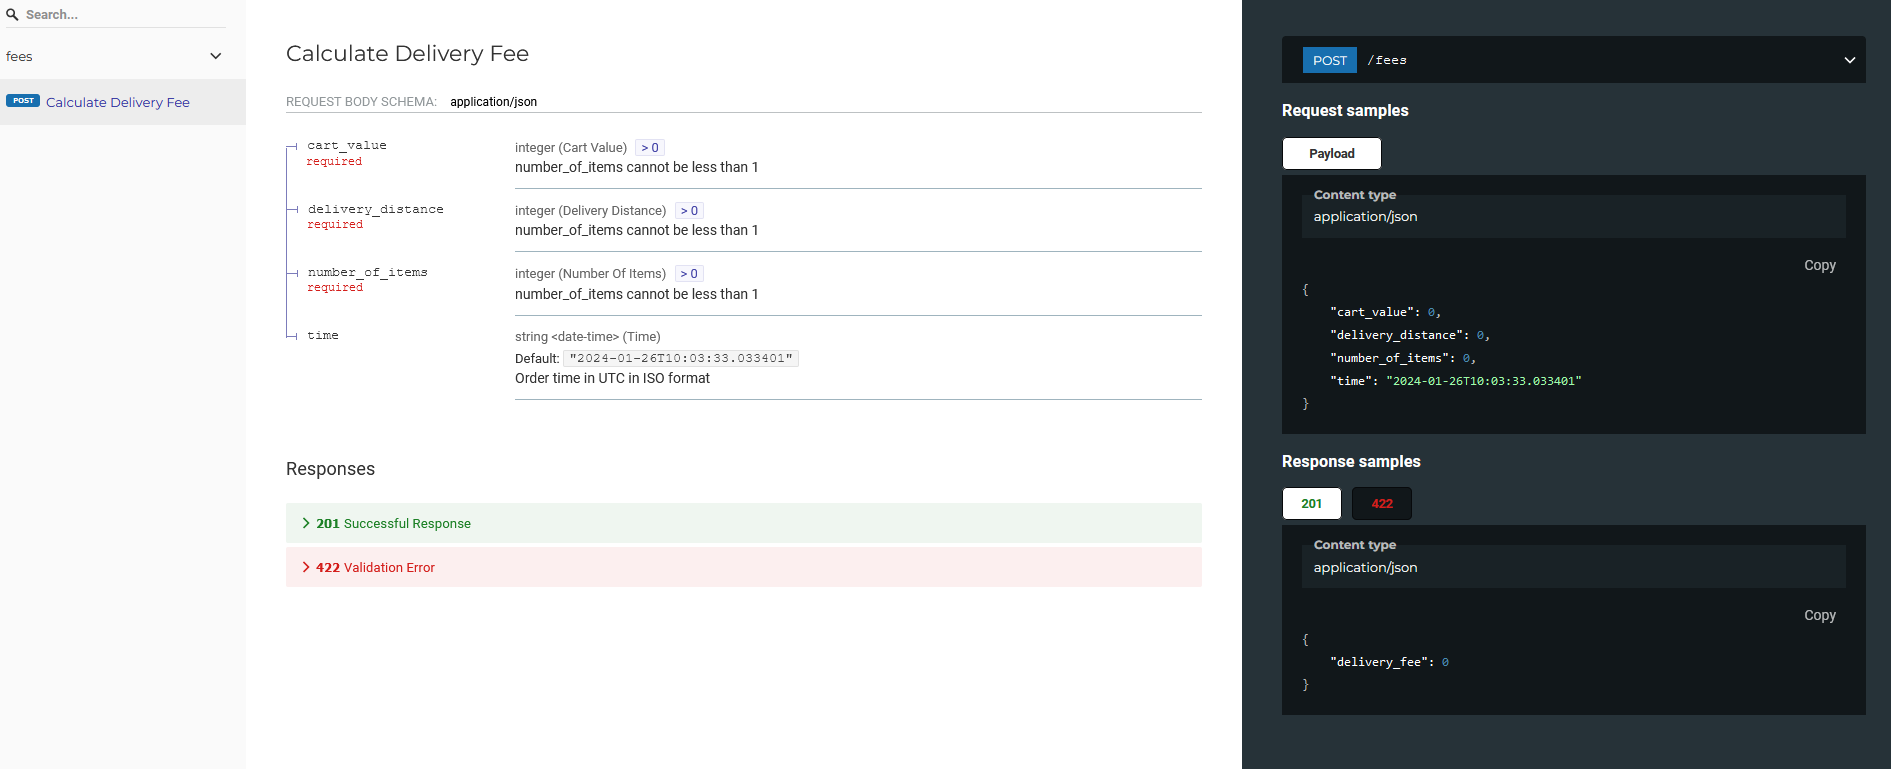 Search...
fees
POST Calculate Delivery Fee
Calculate Delivery Fee
REQUEST BODY SCHEMA: application/json
cart_value
required
integer (Cart Value) > 0
number_of_items cannot be less than 1
delivery_distance
required
integer (Delivery Distance) > 0
number_of_items cannot be less than 1
number_of_items
required
integer (Number Of Items) > 0
number_of_items cannot be less than 1
time
string <date-time> (Time)
Default: "2024-01-26T10:03:33.033401"
Order time in UTC in ISO format
Responses
201 Successful Response
422 Validation Error
POST /fees
Request samples
Payload
Content type
application/json
Copy
{
"cart_value": 0,
"delivery_distance": 0,
"number_of_items": 0,
"time": "2024-01-26T10:03:33.033401"
}
Response samples
201 422
Content type
application/json
Copy
{
"delivery_fee": 0
}